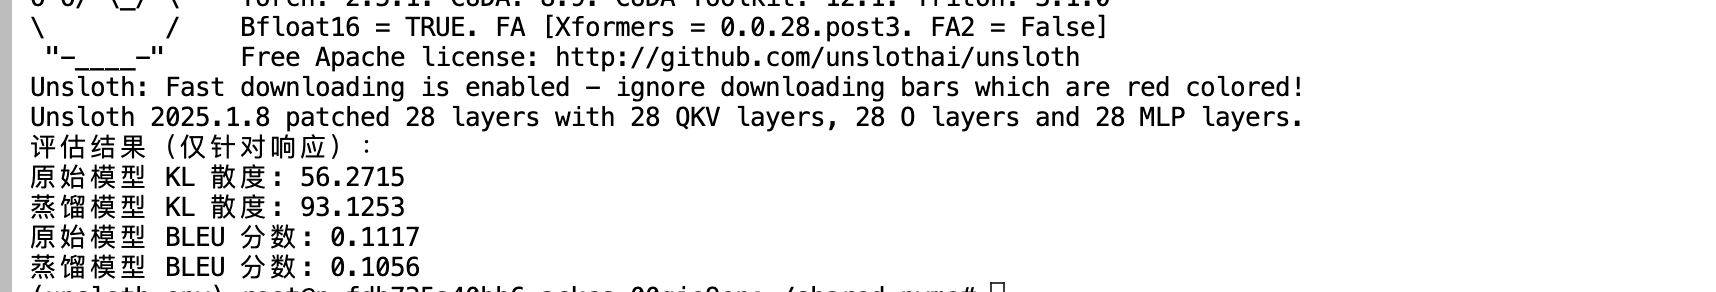 \        /    Bfloat16 = TRUE. FA [Xformers = 0.0.28.post3. FA2 = False]
"-____-"     Free Apache license: http://github.com/unslothai/unsloth
Unsloth: Fast downloading is enabled - ignore downloading bars which are red colored!
Unsloth 2025.1.8 patched 28 layers with 28 QKV layers, 28 O layers and 28 MLP layers.
评估结果（仅针对响应）：
原始模型 KL 散度: 56.2715
蒸馏模型 KL 散度: 93.1253
原始模型 BLEU 分数: 0.1117
蒸馏模型 BLEU 分数: 0.1056